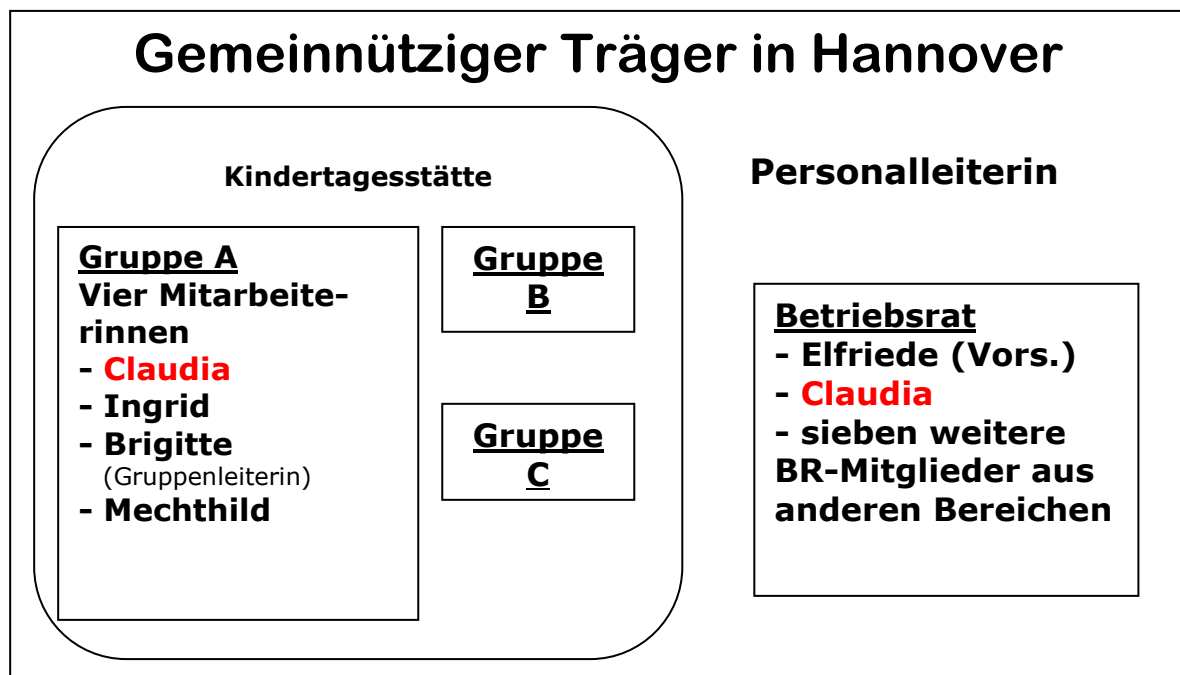 Gemeinnütziger Träger in Hannover
Kindertagesstätte
Gruppe A
Vier Mitarbeite-
rinnen
- Claudia
- Ingrid
- Brigitte
(Gruppenleiterin)
- Mechthild
Gruppe
B
Gruppe
C
Personalleiterin
Betriebsrat
- Elfriede (Vors.)
- Claudia
- sieben weitere
BR-Mitglieder aus
anderen Bereichen